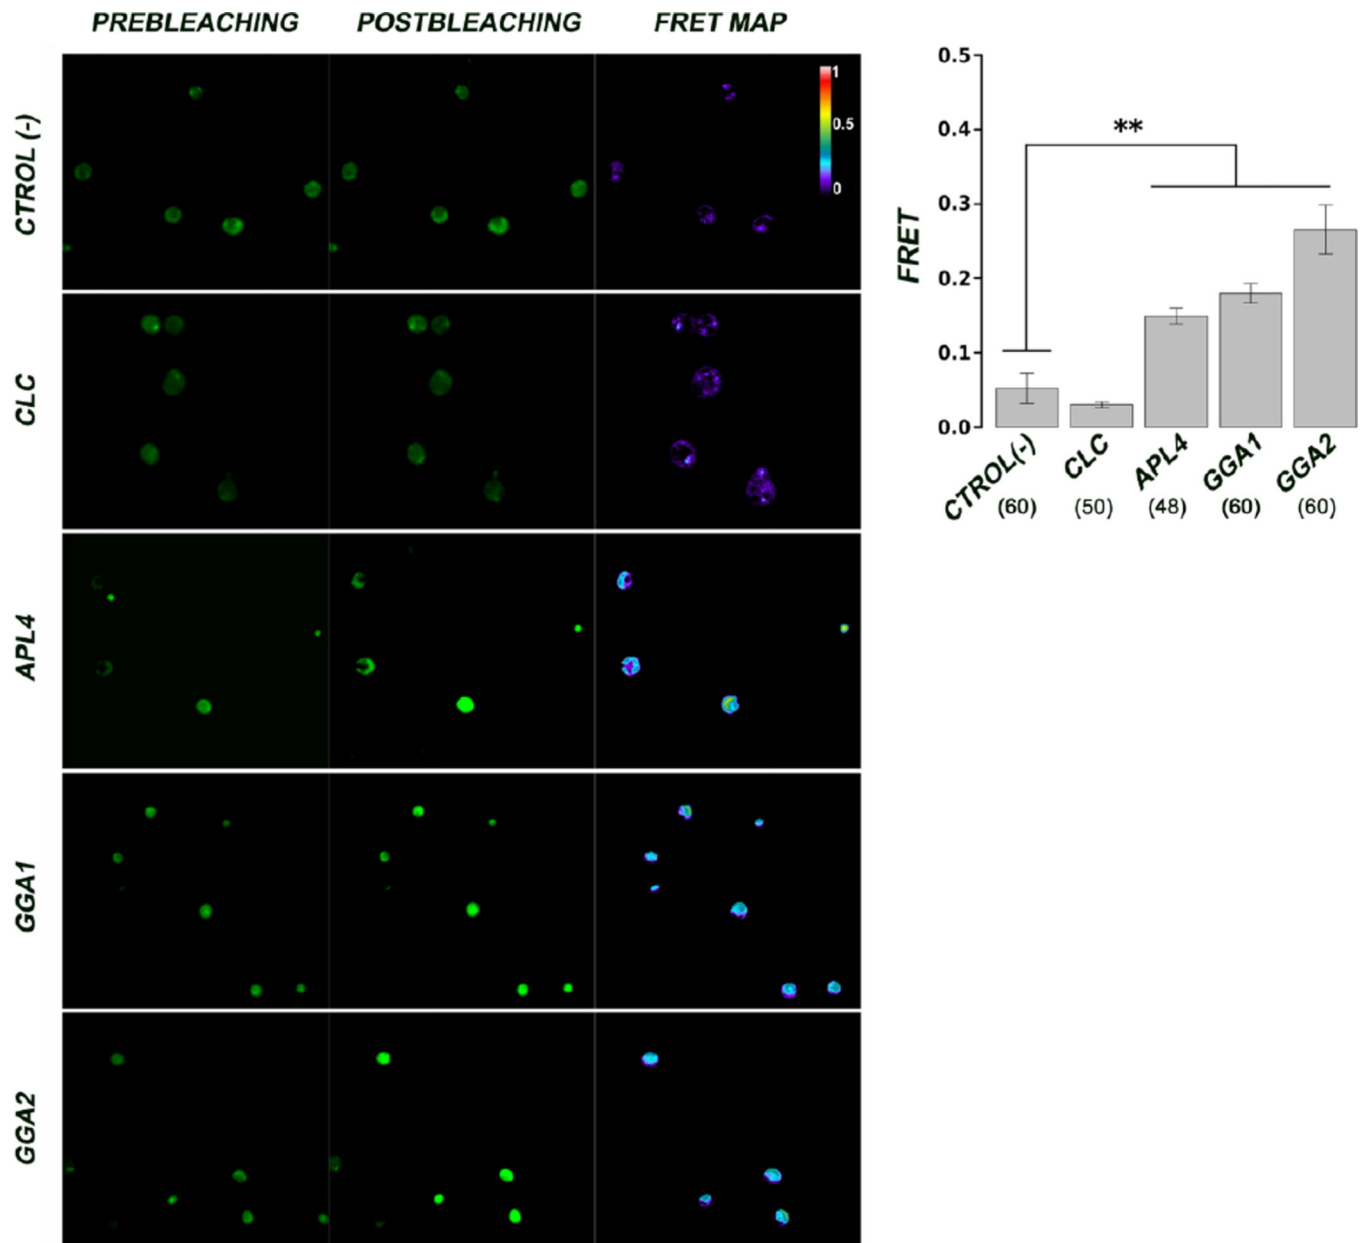 PREBLEACHING POSTBLEACHING FRET MAP
CTROL (-)
1
0.5
0
CLC
APL4
GGA1
GGA2
0.5
0.4
0.3
0.2
0.1
0.0
FRET
**
CTROL(-) CLC APL4 GGA1 GGA2
(60) (50) (48) (60) (60)